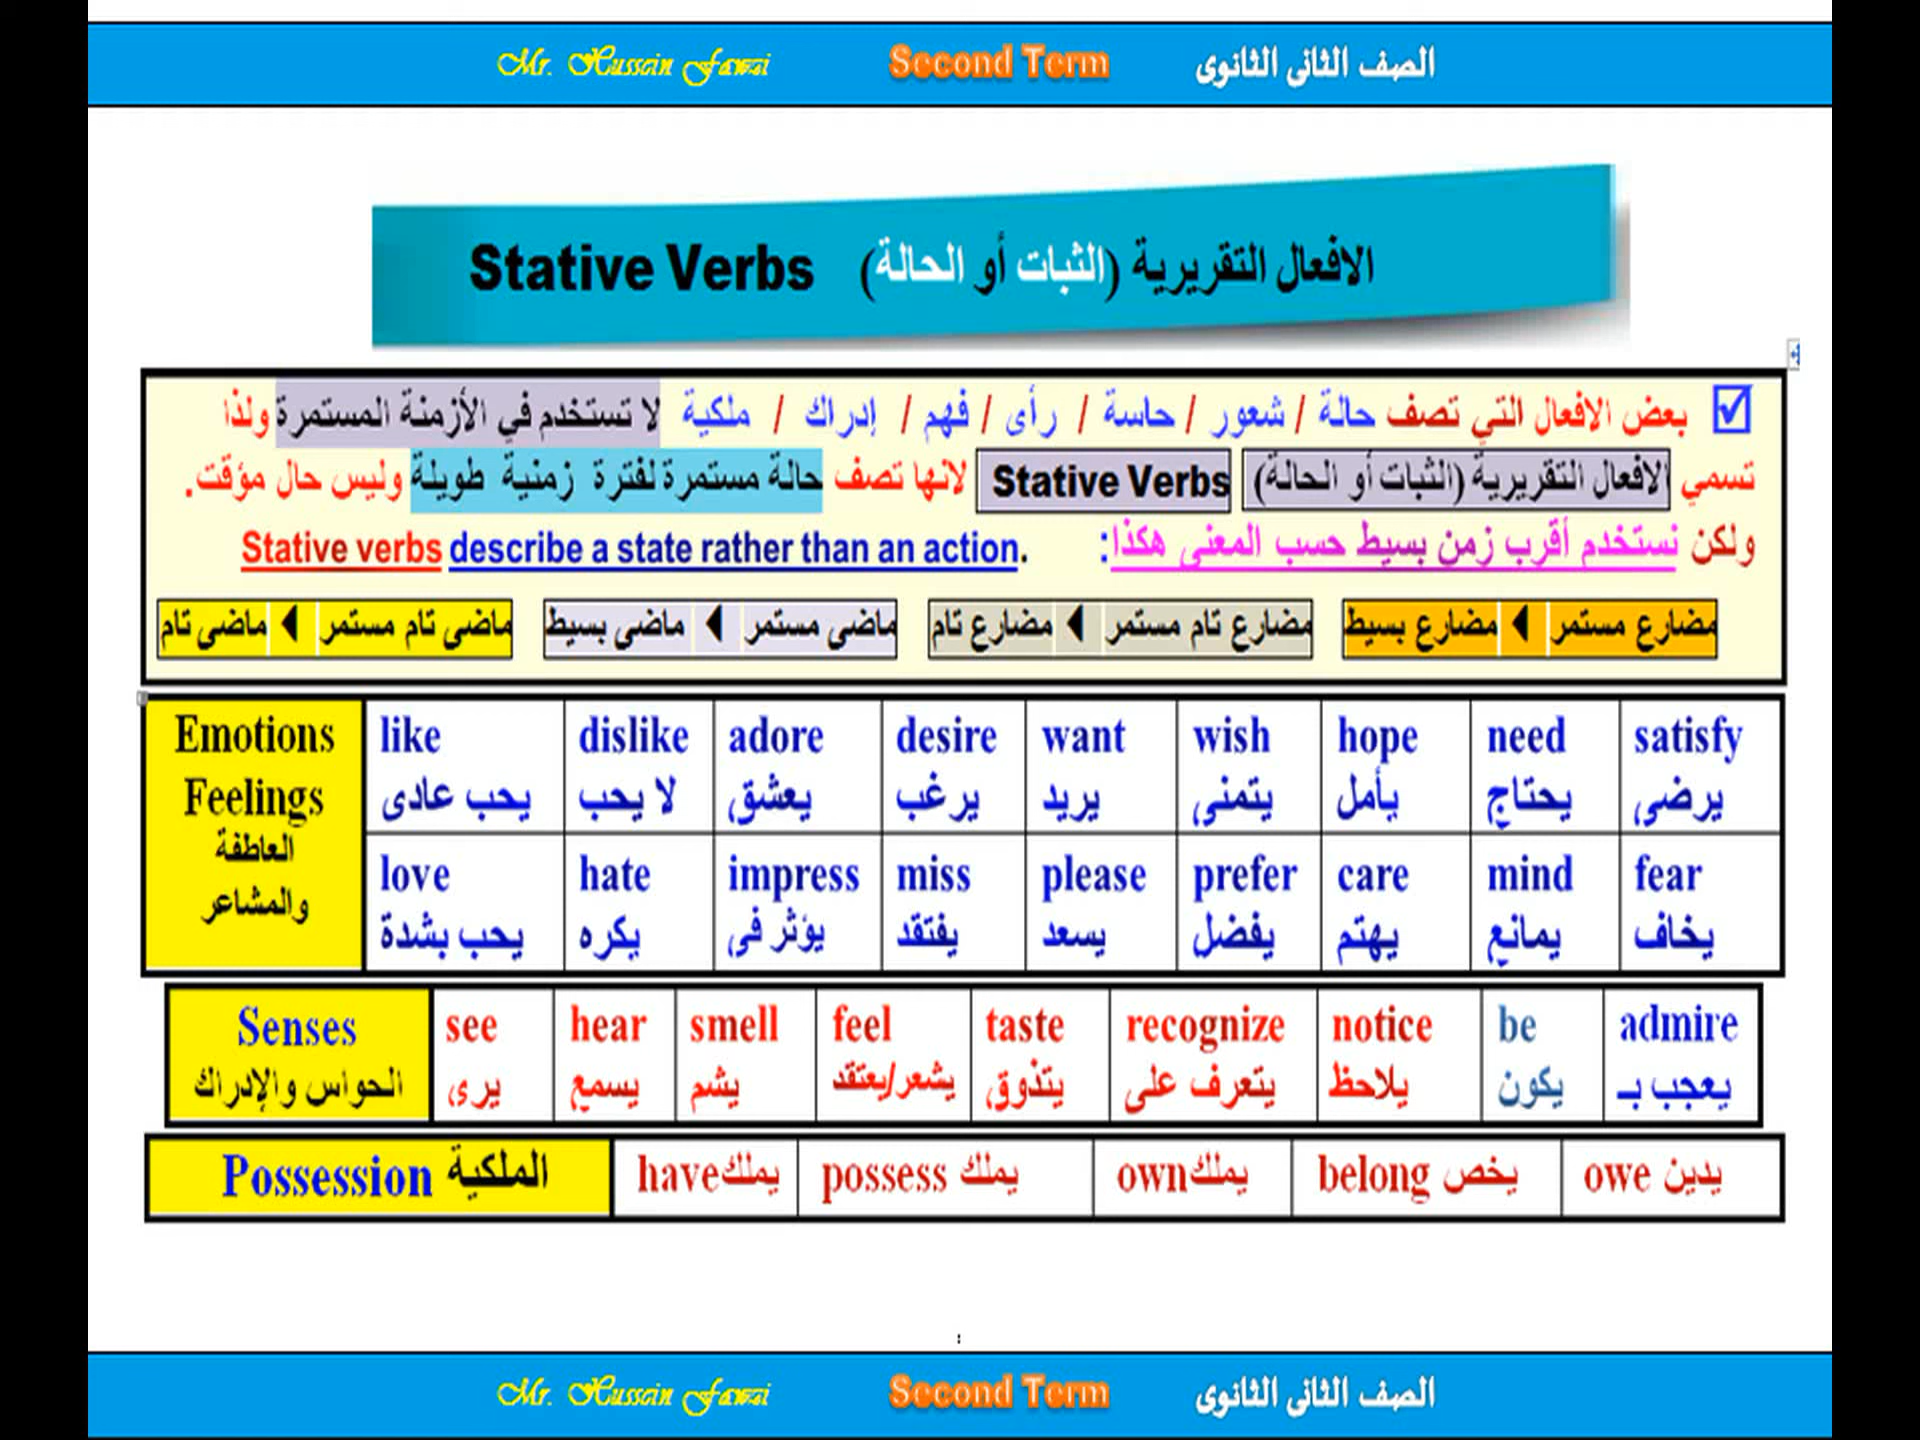 Mr. Hussein Fawzi Second Term الصف الثانى الثانوى
الافعال التقريرية (الثبات أو الحالة) Stative Verbs
بعض الافعال التي تصف حالة / شعور / حاسة / رأى / فهم / إدراك / ملكية لا تستخدم في الأزمنة المستمرة ولذا
تسمي الافعال التقريرية (الثبات أو الحالة) Stative Verbs لانها تصف حالة مستمرة لفترة زمنية طويلة وليس حال مؤقت.
ولكن نستخدم أقرب زمن بسيط حسب المعنى هكذا: Stative verbs describe a state rather than an action.
مضارع مستمر ◄ مضارع بسيط مضارع تام مستمر ◄ مضارع تام ماضى مستمر ◄ ماضى بسيط ماضى تام مستمر ◄ ماضى تام
Emotions like dislike adore desire want wish hope need satisfy
Feelings يحب عادى لا يحب يعشق يرغب يريد يتمنى يأمل يحتاج يرضى
العاطفة
والمشاعر
love hate impress miss please prefer care mind fear
يحب بشدة يكره يؤثر فى يفتقد يسعد يفضل يهتم يمانع يخاف
Senses see hear smell feel taste recognize notice be admire
الحواس والإدراك يرى يسمع يشم يشعر/يعتقد يتذوق يتعرف على يلاحظ يكون يعجب بـ
Possession الملكية have يملك possess يملك own يملك belong يخص owe يدين
:
Mr. Hussein Fawzi Second Term الصف الثانى الثانوى